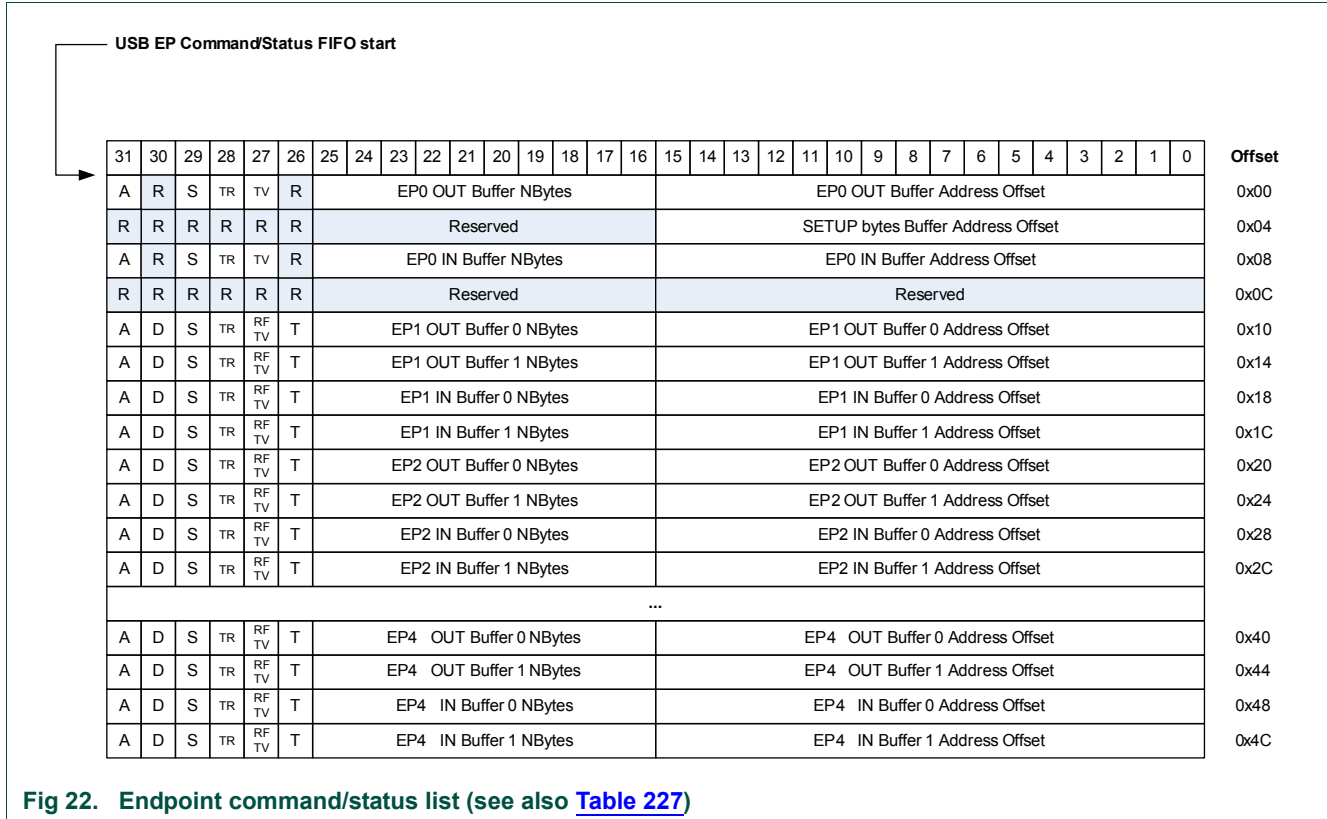 USB EP Command/Status FIFO start
31 30 29 28 27 26 25 24 23 22 21 20 19 18 17 16 15 14 13 12 11 10 9 8 7 6 5 4 3 2 1 0 Offset
A R S TR TV R EP0 OUT Buffer NBytes EP0 OUT Buffer Address Offset 0x00
R R R R R R Reserved SETUP bytes Buffer Address Offset 0x04
A R S TR TV R EP0 IN Buffer NBytes EP0 IN Buffer Address Offset 0x08
R R R R R R Reserved Reserved 0x0C
A D S TR RF TV T EP1 OUT Buffer 0 NBytes EP1 OUT Buffer 0 Address Offset 0x10
A D S TR RF TV T EP1 OUT Buffer 1 NBytes EP1 OUT Buffer 1 Address Offset 0x14
A D S TR RF TV T EP1 IN Buffer 0 NBytes EP1 IN Buffer 0 Address Offset 0x18
A D S TR RF TV T EP1 IN Buffer 1 NBytes EP1 IN Buffer 1 Address Offset 0x1C
A D S TR RF TV T EP2 OUT Buffer 0 NBytes EP2 OUT Buffer 0 Address Offset 0x20
A D S TR RF TV T EP2 OUT Buffer 1 NBytes EP2 OUT Buffer 1 Address Offset 0x24
A D S TR RF TV T EP2 IN Buffer 0 NBytes EP2 IN Buffer 0 Address Offset 0x28
A D S TR RF TV T EP2 IN Buffer 1 NBytes EP2 IN Buffer 1 Address Offset 0x2C
...
A D S TR RF TV T EP4 OUT Buffer 0 NBytes EP4 OUT Buffer 0 Address Offset 0x40
A D S TR RF TV T EP4 OUT Buffer 1 NBytes EP4 OUT Buffer 1 Address Offset 0x44
A D S TR RF TV T EP4 IN Buffer 0 NBytes EP4 IN Buffer 0 Address Offset 0x48
A D S TR RF TV T EP4 IN Buffer 1 NBytes EP4 IN Buffer 1 Address Offset 0x4C
Fig 22. Endpoint command/status list (see also Table 227)